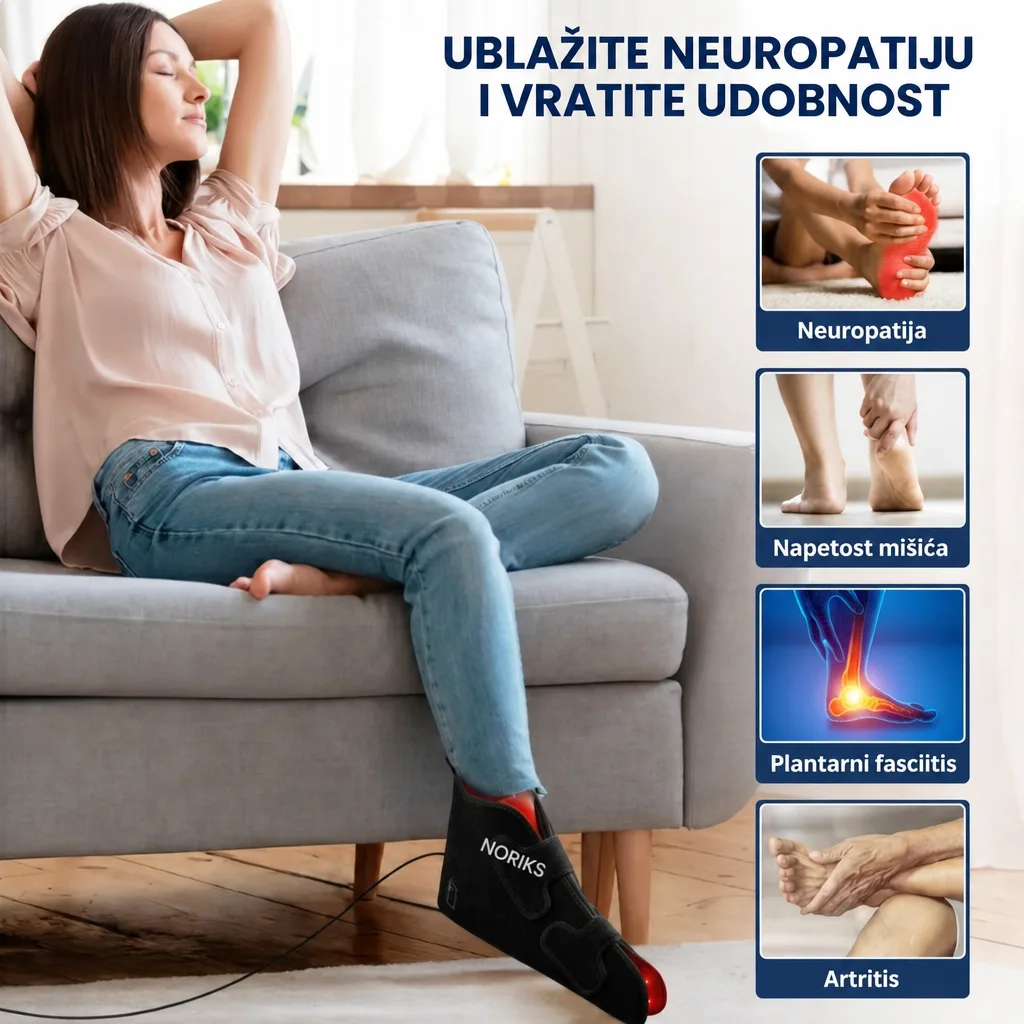 UBLAŽITE NEUROPATIJU
I VRATITE UDOBNOST
Neuropatija
Napetost mišića
Plantarni fasciitis
Artritis
NORIKS